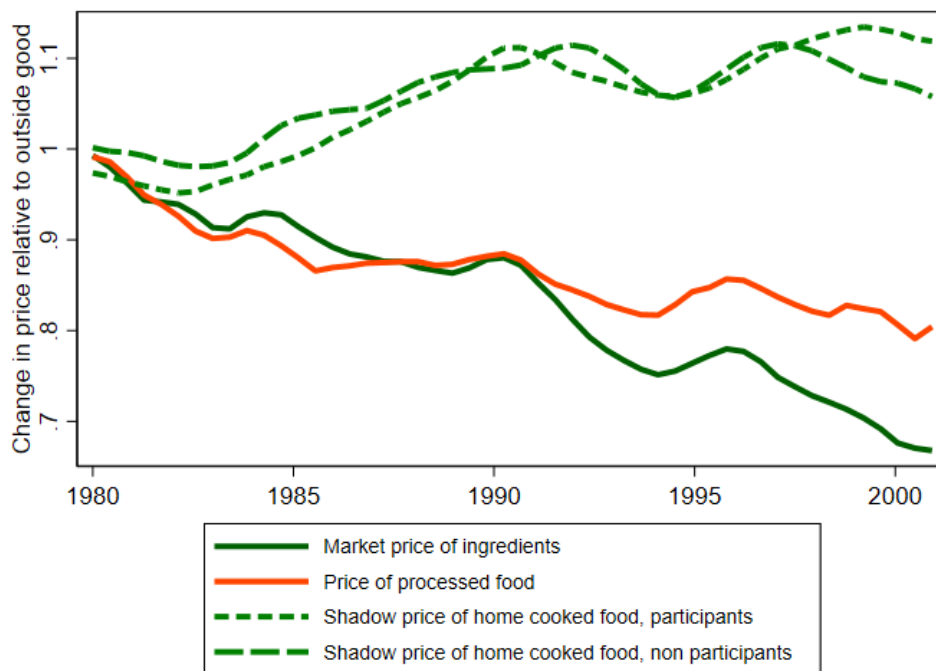 Change in price relative to outside good
1.1
1
.9
.8
.7
1980 1985 1990 1995 2000
Market price of ingredients
Price of processed food
Shadow price of home cooked food, participants
Shadow price of home cooked food, non participants